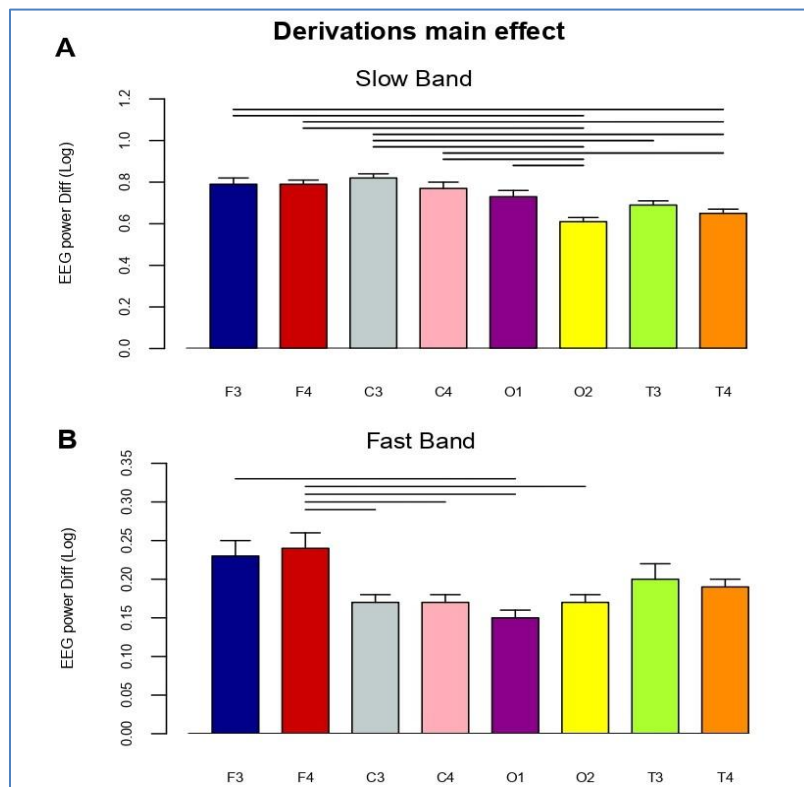 Derivations main effect
A
Slow Band
EEG power Diff (Log)
1.2
1.0
0.8
0.6
0.4
0.2
0.0
F3 F4 C3 C4 O1 O2 T3 T4
B
Fast Band
EEG power Diff (Log)
0.35
0.30
0.25
0.20
0.15
0.10
0.05
0.00
F3 F4 C3 C4 O1 O2 T3 T4